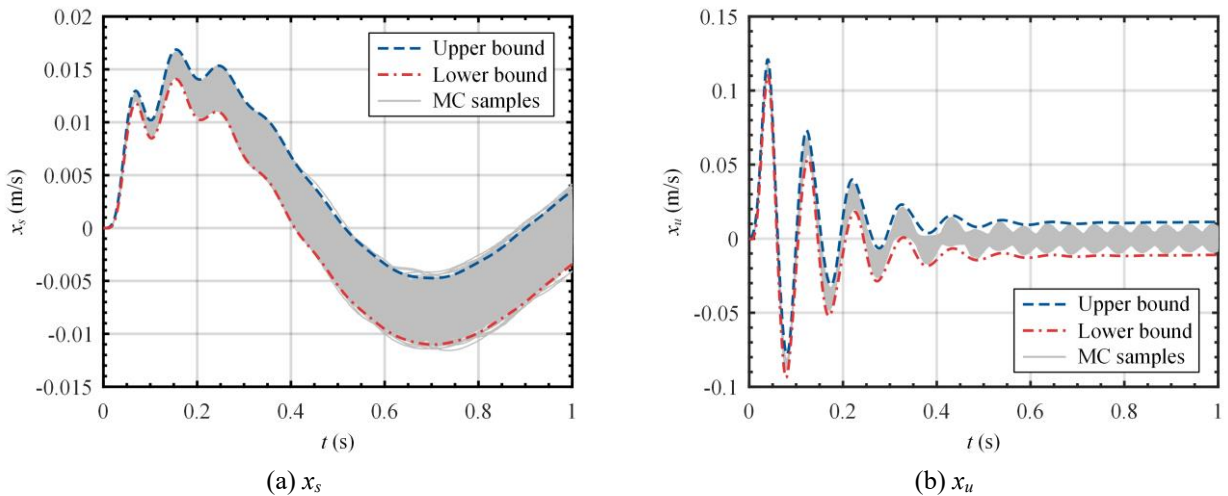 0.02
0.015
0.01
0.005
0
-0.005
-0.01
-0.015
x_s (m/s)
Upper bound
Lower bound
MC samples
0 0.2 0.4 0.6 0.8 1
t (s)
(a) x_s
0.15
0.1
0.05
0
-0.05
-0.1
x_u (m/s)
Upper bound
Lower bound
MC samples
0 0.2 0.4 0.6 0.8 1
t (s)
(b) x_u